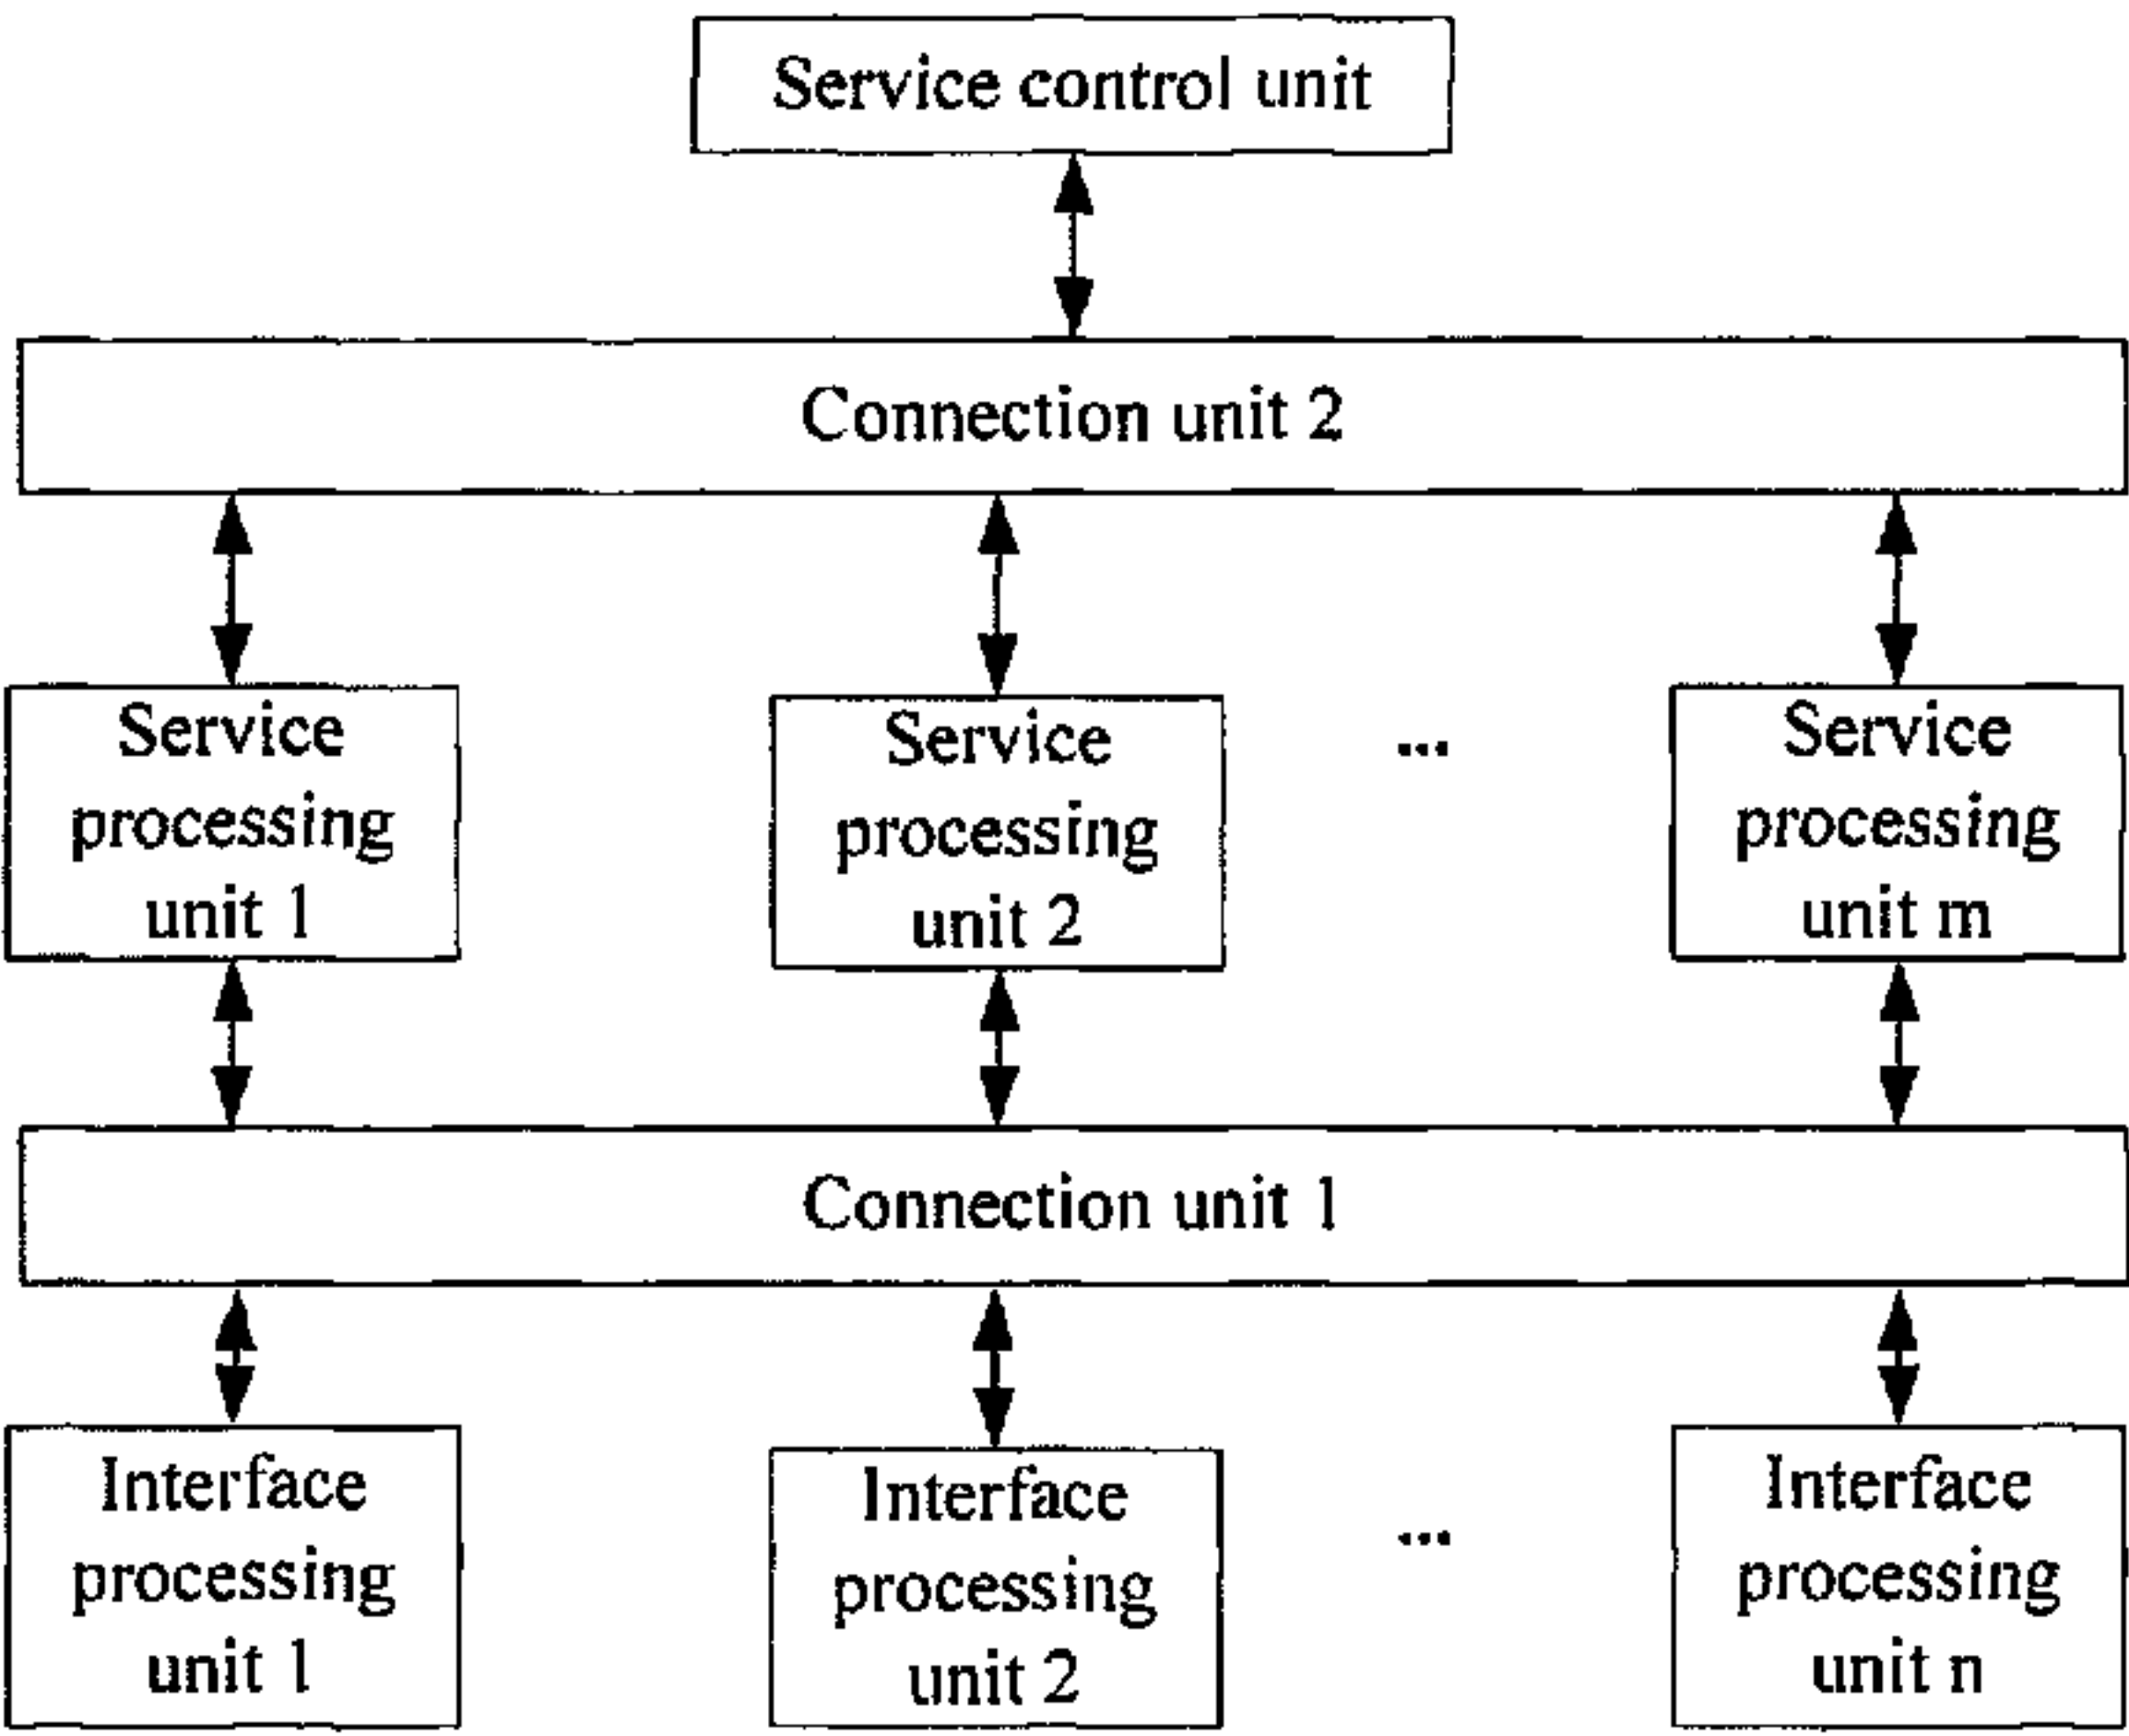 Service control unit
Connection unit 2
Service
processing
unit 1
Service
processing
unit 2
...
Service
processing
unit m
Connection unit 1
Interface
processing
unit 1
Interface
processing
unit 2
...
Interface
processing
unit n